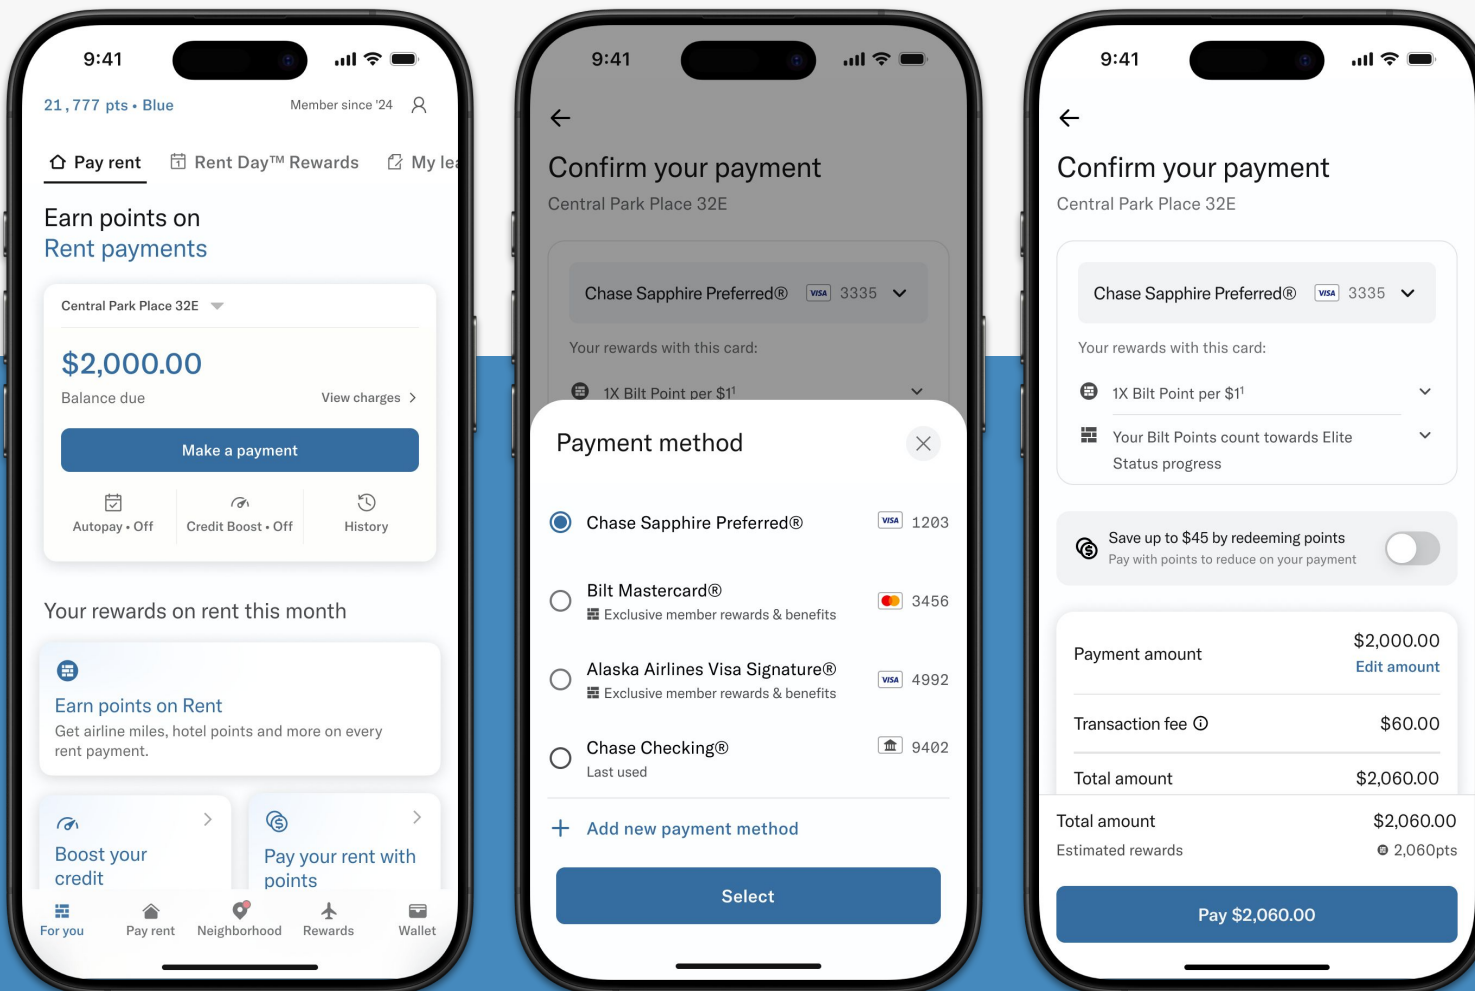 9:41
21,777 pts • Blue
Member since '24
Pay rent
Rent Day™ Rewards
My lea
Earn points on
Rent payments
Central Park Place 32E
$2,000.00
Balance due
View charges >
Make a payment
Autopay • Off
Credit Boost • Off
History
Your rewards on rent this month
Earn points on Rent
Get airline miles, hotel points and more on every
rent payment.
Boost your
credit
Pay your rent with
points
For you
Pay rent
Neighborhood
Rewards
Wallet
9:41
Confirm your payment
Central Park Place 32E
Chase Sapphire Preferred® VISA 3335
Your rewards with this card:
1X Bilt Point per $1¹
Payment method
Chase Sapphire Preferred® VISA 1203
Bilt Mastercard® 3456
Exclusive member rewards & benefits
Alaska Airlines Visa Signature® VISA 4992
Exclusive member rewards & benefits
Chase Checking® 9402
Last used
+ Add new payment method
Select
9:41
Confirm your payment
Central Park Place 32E
Chase Sapphire Preferred® VISA 3335
Your rewards with this card:
1X Bilt Point per $1¹
Your Bilt Points count towards Elite
Status progress
Save up to $45 by redeeming points
Pay with points to reduce on your payment
Payment amount $2,000.00
Edit amount
Transaction fee $60.00
Total amount $2,060.00
Total amount $2,060.00
Estimated rewards 2,060pts
Pay $2,060.00